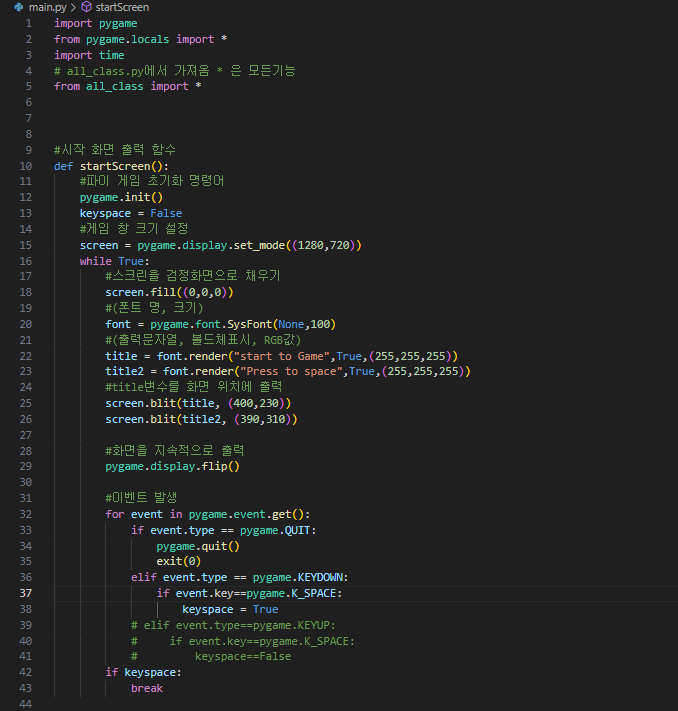 main.py > startScreen
1 import pygame
2 from pygame.locals import *
3 import time
4 # all_class.py에서 가져옴 * 은 모든기능
5 from all_class import *
6
7
8
9 #시작 화면 출력 함수
10 def startScreen():
11     #파이 게임 초기화 명령어
12     pygame.init()
13     keyspace = False
14     #게임 창 크기 설정
15     screen = pygame.display.set_mode((1280,720))
16     while True:
17         #스크린을 검정화면으로 채우기
18         screen.fill((0,0,0))
19         #(폰트 명, 크기)
20         font = pygame.font.SysFont(None,100)
21         #(출력문자열, 볼드체표시, RGB값)
22         title = font.render("start to Game",True,(255,255,255))
23         title2 = font.render("Press to space",True,(255,255,255))
24         #title변수를 화면 위치에 출력
25         screen.blit(title, (400,230))
26         screen.blit(title2, (390,310))
27
28         #화면을 지속적으로 출력
29         pygame.display.flip()
30
31         #이벤트 발생
32         for event in pygame.event.get():
33             if event.type == pygame.QUIT:
34                 pygame.quit()
35                 exit(0)
36             elif event.type == pygame.KEYDOWN:
37                 if event.key==pygame.K_SPACE:
38                     keyspace = True
39             # elif event.type==pygame.KEYUP:
40             #     if event.key==pygame.K_SPACE:
41             #         keyspace==False
42         if keyspace:
43             break
44